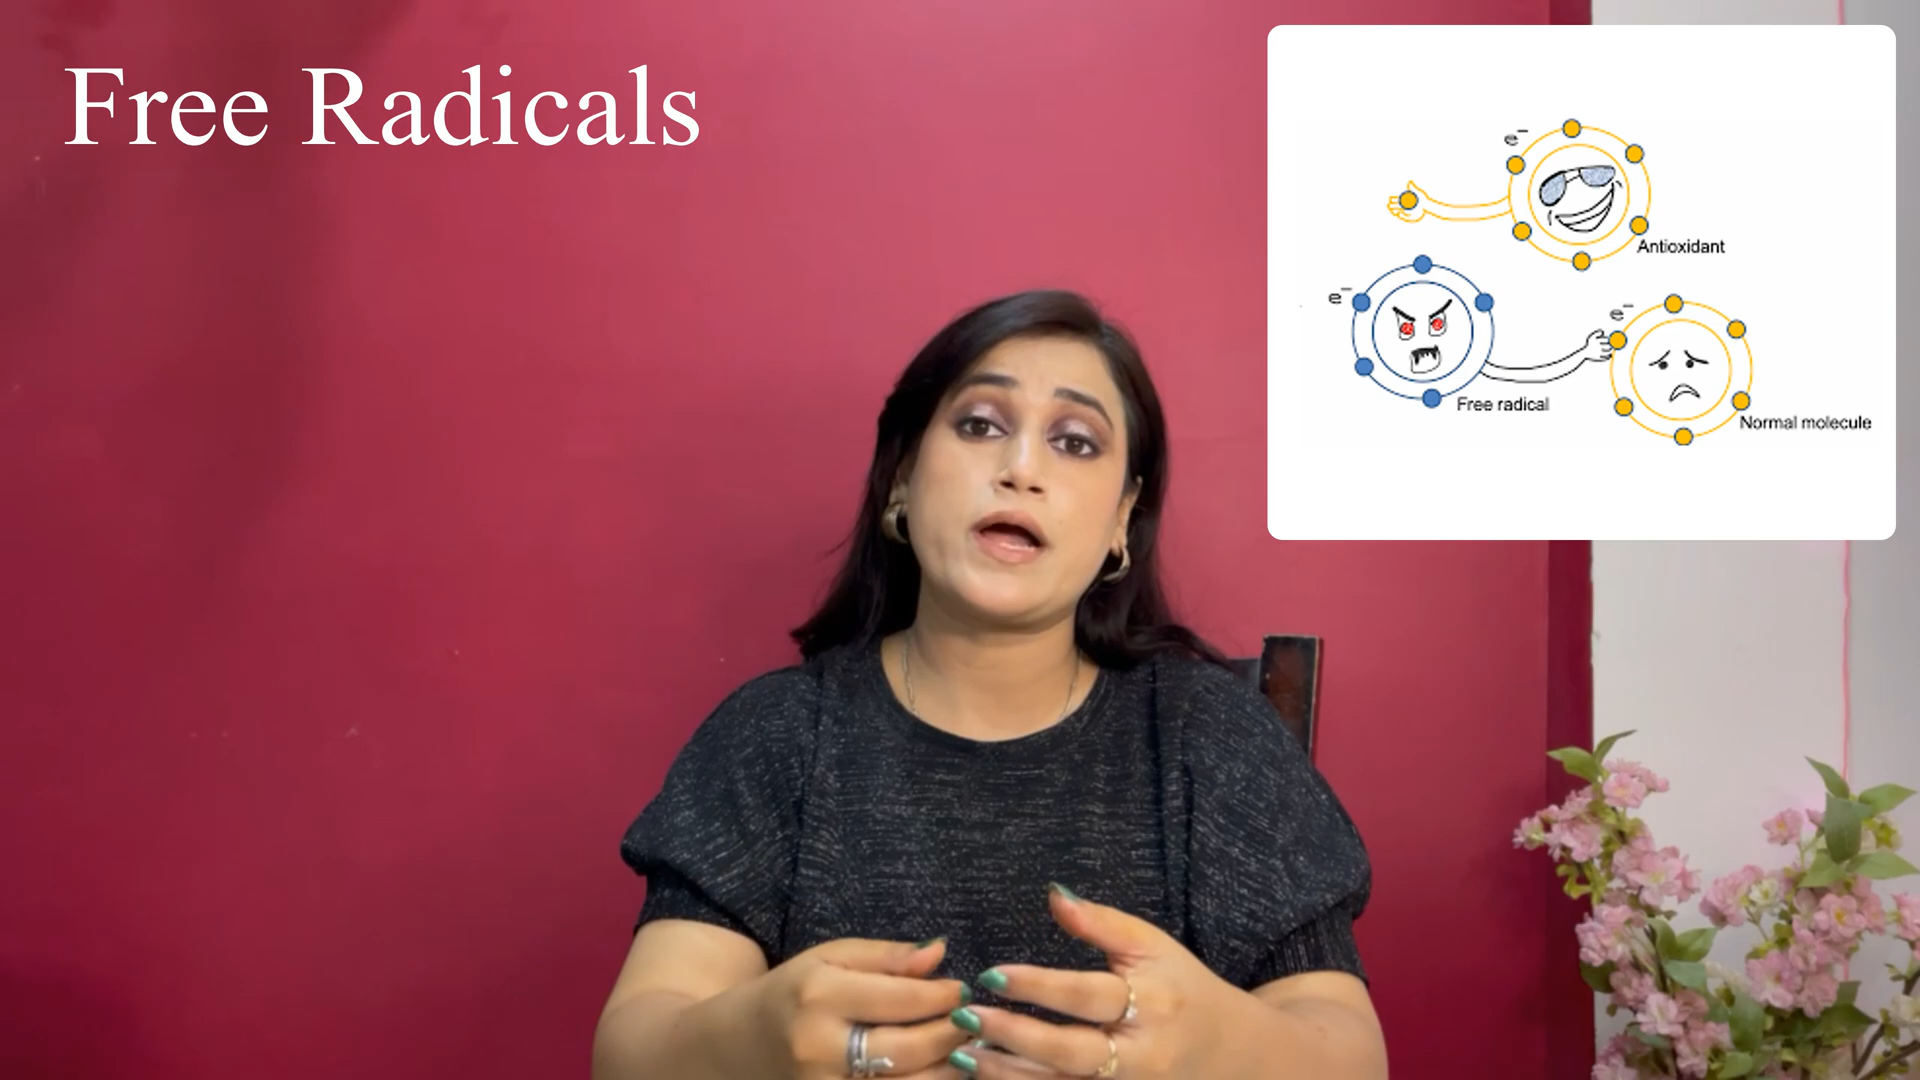 Free Radicals
e⁻
Antioxidant
e⁻
e⁻
Free radical
Normal molecule